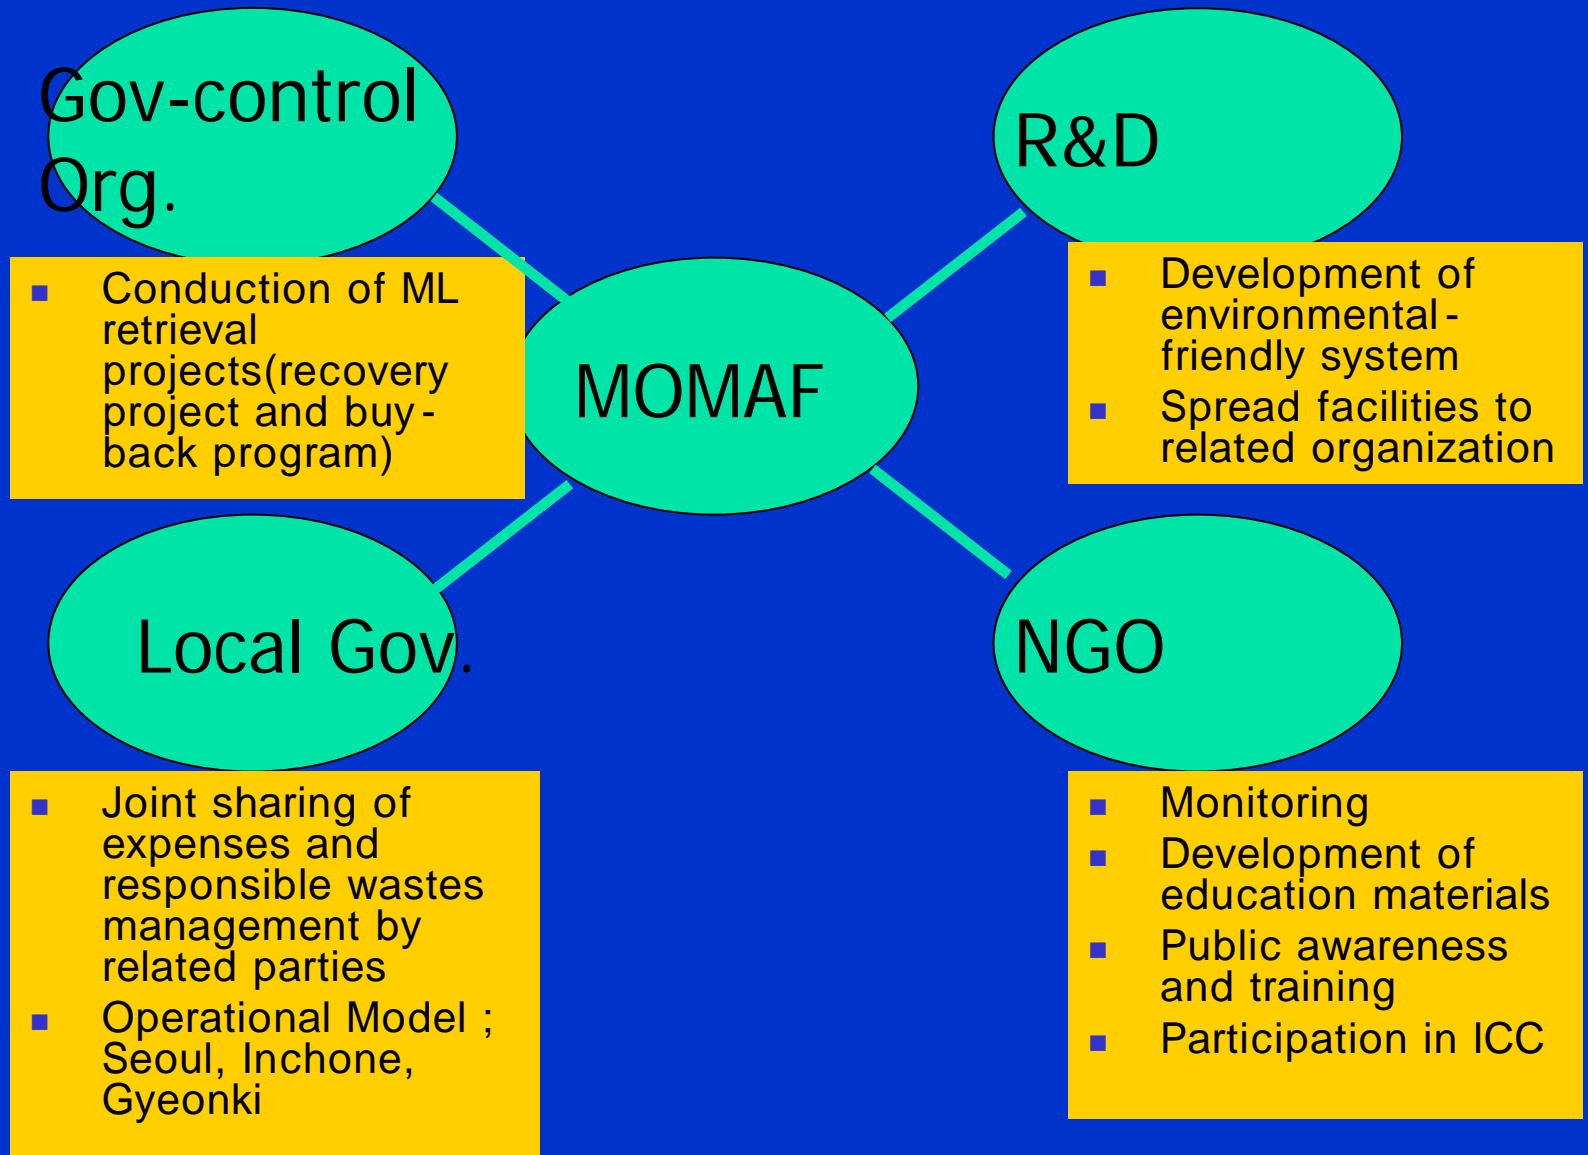 Gov-control
Org.
■ Conduction of ML
retrieval
projects(recovery
project and buy-
back program)
R&D
■ Development of
environmental-
friendly system
■ Spread facilities to
related organization
MOMAF
Local Gov.
■ Joint sharing of
expenses and
responsible wastes
management by
related parties
■ Operational Model ;
Seoul, Inchone,
Gyeonki
NGO
■ Monitoring
■ Development of
education materials
■ Public awareness
and training
■ Participation in ICC